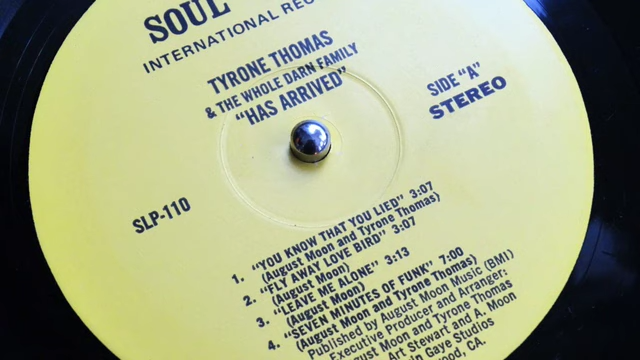 SOUL
INTERNATIONAL
TYRONE THOMAS
& THE WHOLE DARN FAMILY
"HAS ARRIVED"
SIDE "A"
STEREO
SLP-110
1. "YOU KNOW THAT YOU LIED" 3:07
(August Moon and Tyrone Thomas)
2. "FLY AWAY LOVE BIRD" 3:07
(August Moon)
3. "LEAVE ME ALONE" 3:13
(August Moon)
4. "SEVEN MINUTES OF FUNK" 7:00
(August Moon and Tyrone Thomas)
Published by August Moon Music (BMI)
Executive Producer and Arranger:
August Moon and Tyrone Thomas
Stewart and A. Moon
Gaye Studios
CA.